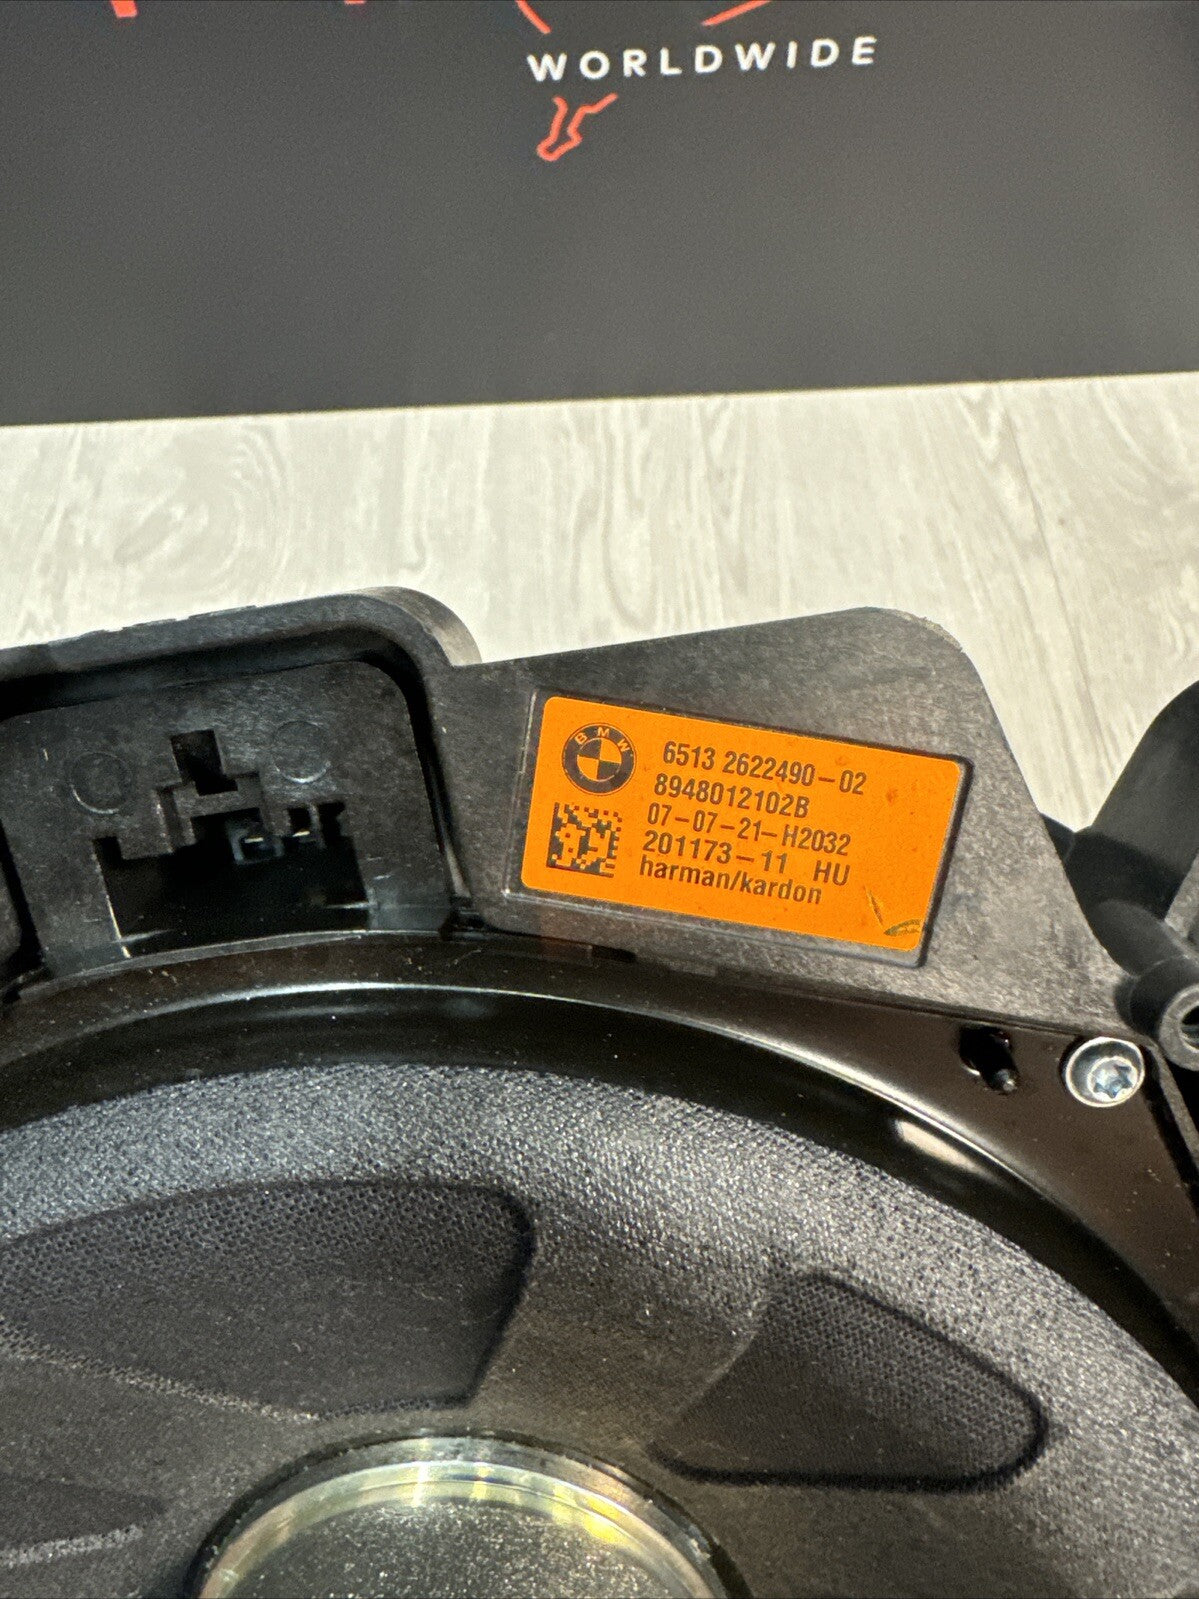 WORLDWIDE
BMW
6513 2622490-02
8948012102B
07-07-21-H2032
201173-11 HU
harman/kardon